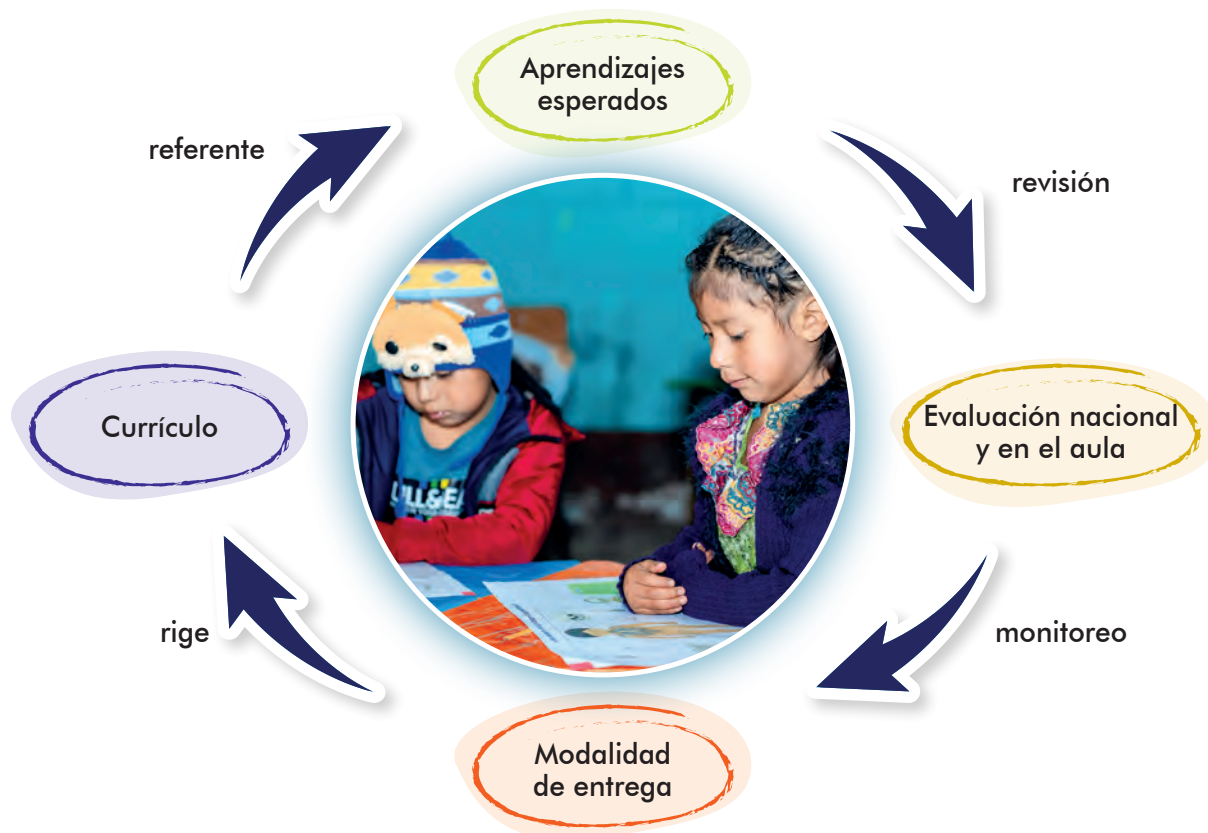 Aprendizajes
esperados
referente
revisión
Currículo
Evaluación nacional
y en el aula
rige
monitoreo
Modalidad
de entrega